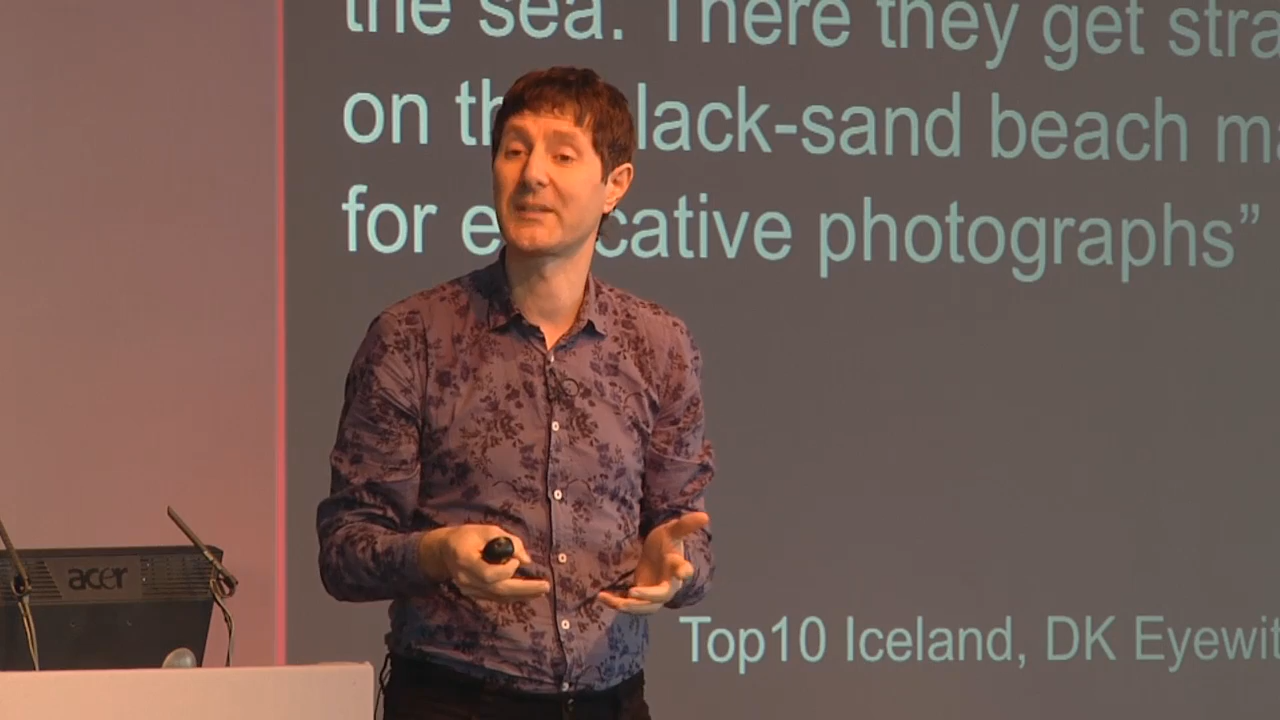 the sea. There they get stra
on th lack-sand beach ma
for e cative photographs”
Top10 Iceland, DK Eyewit
acer